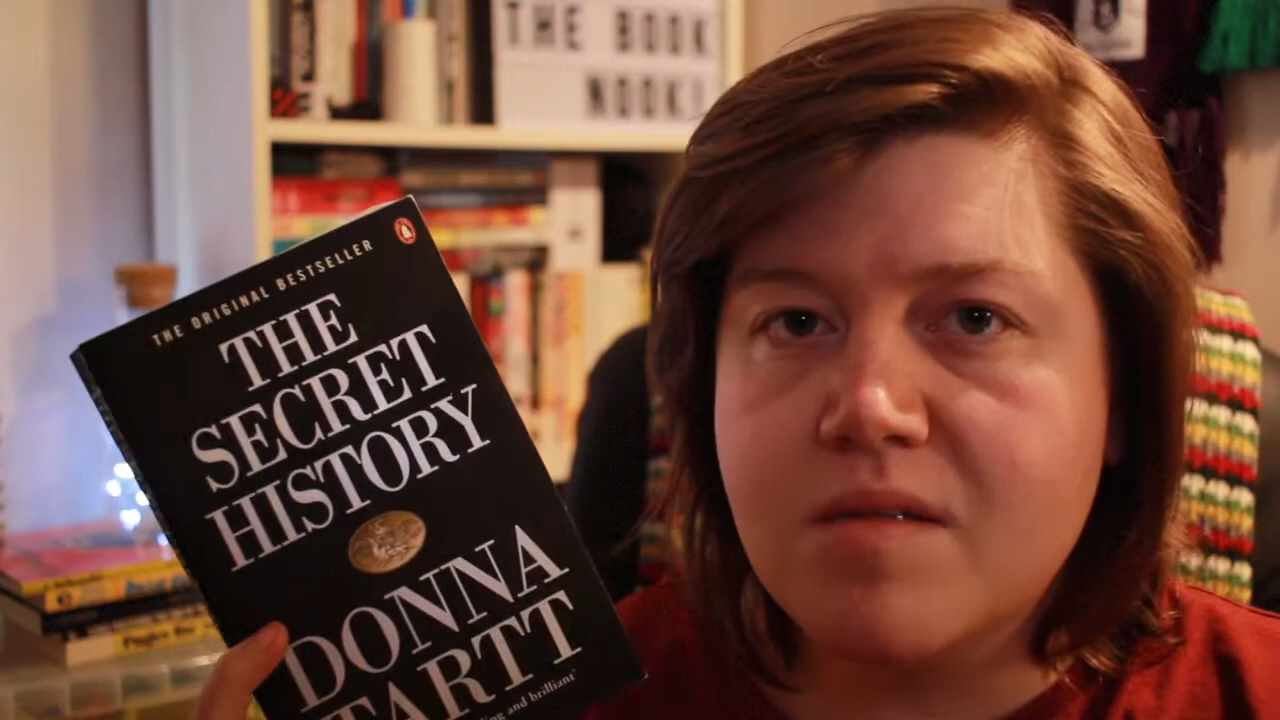 THE BOOK
NOOK!
THE ORIGINAL BESTSELLER
THE
SECRET
HISTORY
DONNA
TARTT
and brilliant'